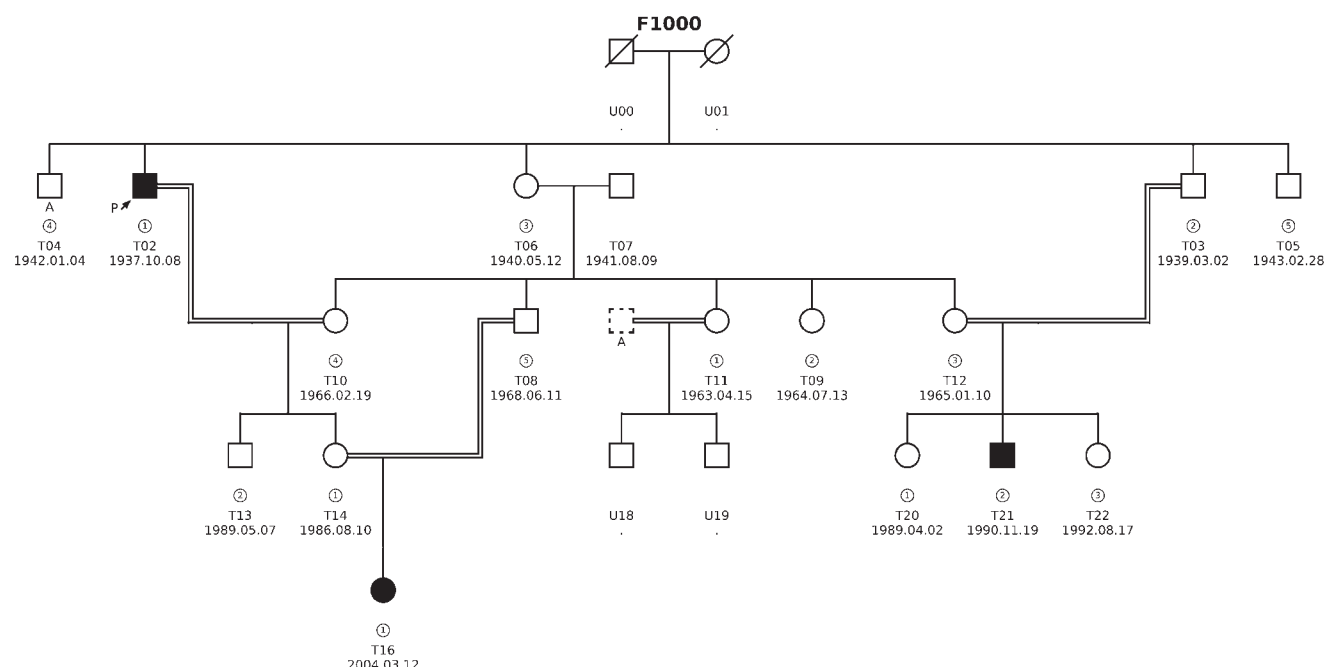 F1000
U00 U01
. .
A P
④ ① ③ ② ⑤
T04 T02 T06 T07 T03 T05
1942.01.04 1937.10.08 1940.05.12 1941.08.09 1939.03.02 1943.02.28
A
④ ⑤ ① ② ③
T10 T08 T11 T09 T12
1966.02.19 1968.06.11 1963.04.15 1964.07.13 1965.01.10
② ① ① ② ③
T13 T14 U18 U19 T20 T21 T22
1989.05.07 1986.08.10 . . 1989.04.02 1990.11.19 1992.08.17
①
T16
2004.03.12